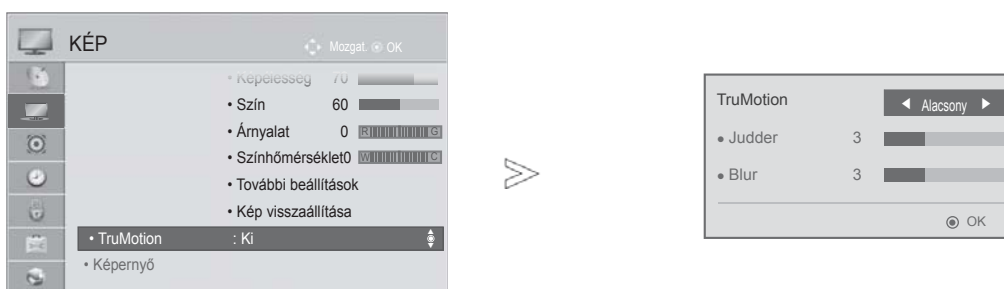 KÉP
Mozgat. OK
• Képélesség 70
• Szín 60
• Árnyalat 0 R G
• Színhőmérséklet0 W C
• További beállítások
• Kép visszaállítása
• TruMotion : Ki
• Képernyő
TruMotion ◀ Alacsony ▶
• Judder 3
• Blur 3
OK